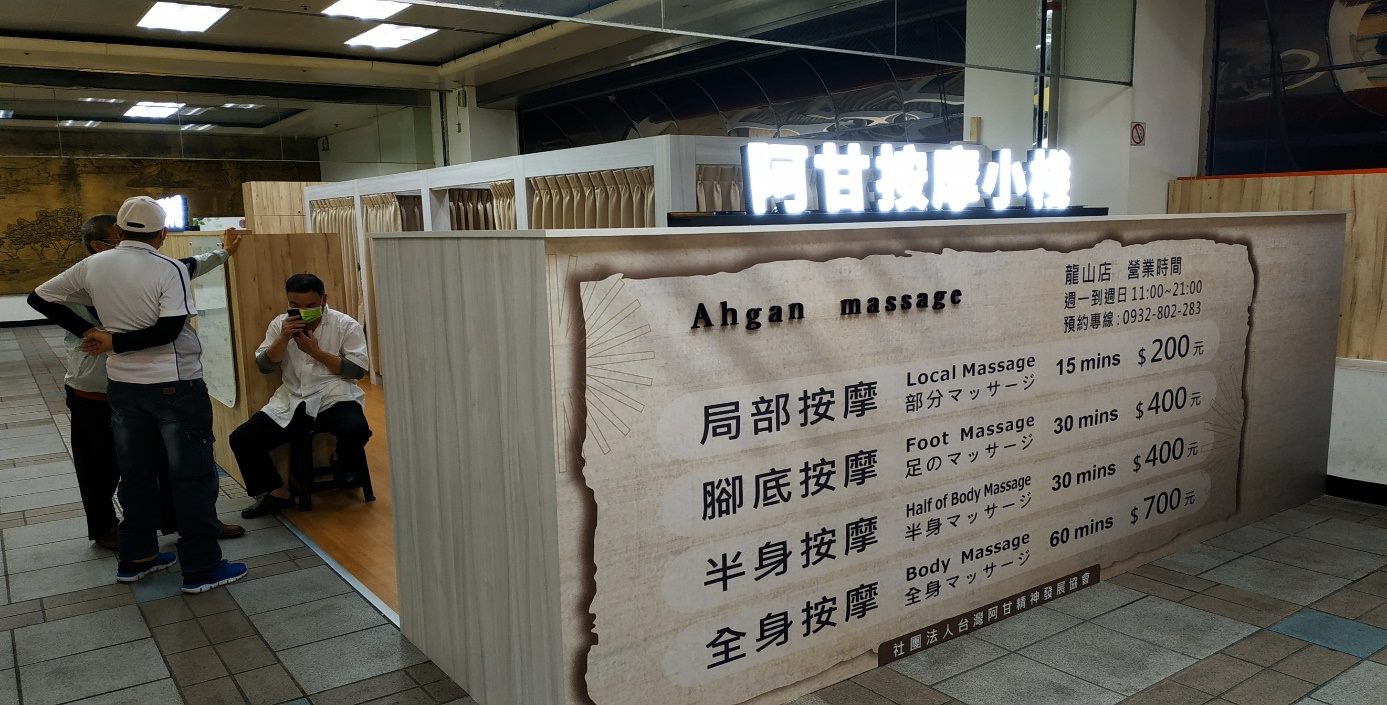 阿甘按摩小棧
Ahgan massage
龍山店 營業時間
週一到週日 11:00~21:00
預約專線:0932-802-283
局部按摩 Local Massage 15 mins $200元
部分マッサージ
腳底按摩 Foot Massage 30 mins $400元
足のマッサージ
半身按摩 Half of Body Massage 30 mins $400元
半身マッサージ
全身按摩 Body Massage 60 mins $700元
全身マッサージ
社團法人台灣阿甘精神發展協會